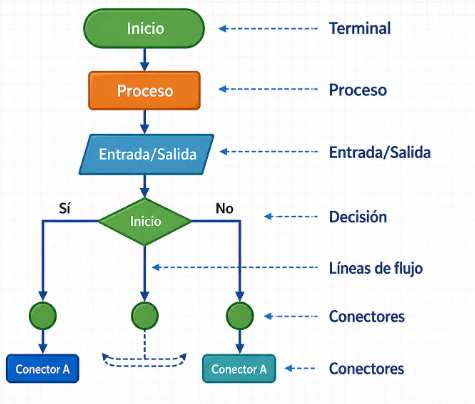 Inicio
Terminal
Proceso
Proceso
Entrada/Salida
Entrada/Salida
Sí
No
Inicio
Decisión
Líneas de flujo
Conectores
Conector A
Conector A
Conectores